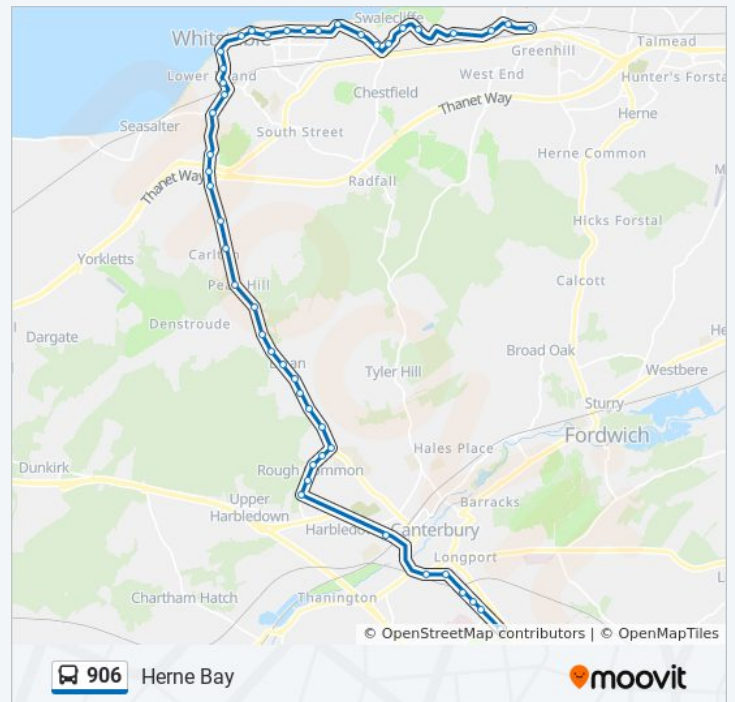 Swalecliffe
Whitstable
Greenhill
Talmead
Lower Island
West End
Hunter's Forsta
Chestfield
Thanet Way
Herne
Seasalter
South Street
Herne Common
Thanet Way
Radfall
Hicks Forstal
Yorkletts
Carlton
Pean Hill
Calcott
Denstroude
Dargate
Broad Oak
Blean
Tyler Hill
Westbere
Sturry
Fordwich
Hales Place
Dunkirk
Rough Common
Upper
Harbledown
Barracks
Harbledown
Canterbury
Longport
Chartham Hatch
Thanington
© OpenStreetMap contributors | © OpenMapTiles
906 Herne Bay
moovit